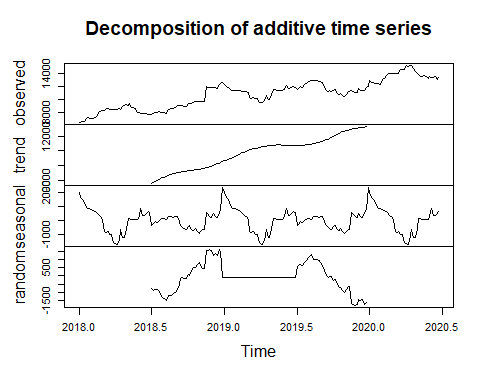 Decomposition of additive time series
observed
14000
8000
trend
12000
seasonal
2000
-1000
random
500
-1500
2018.0 2018.5 2019.0 2019.5 2020.0 2020.5
Time